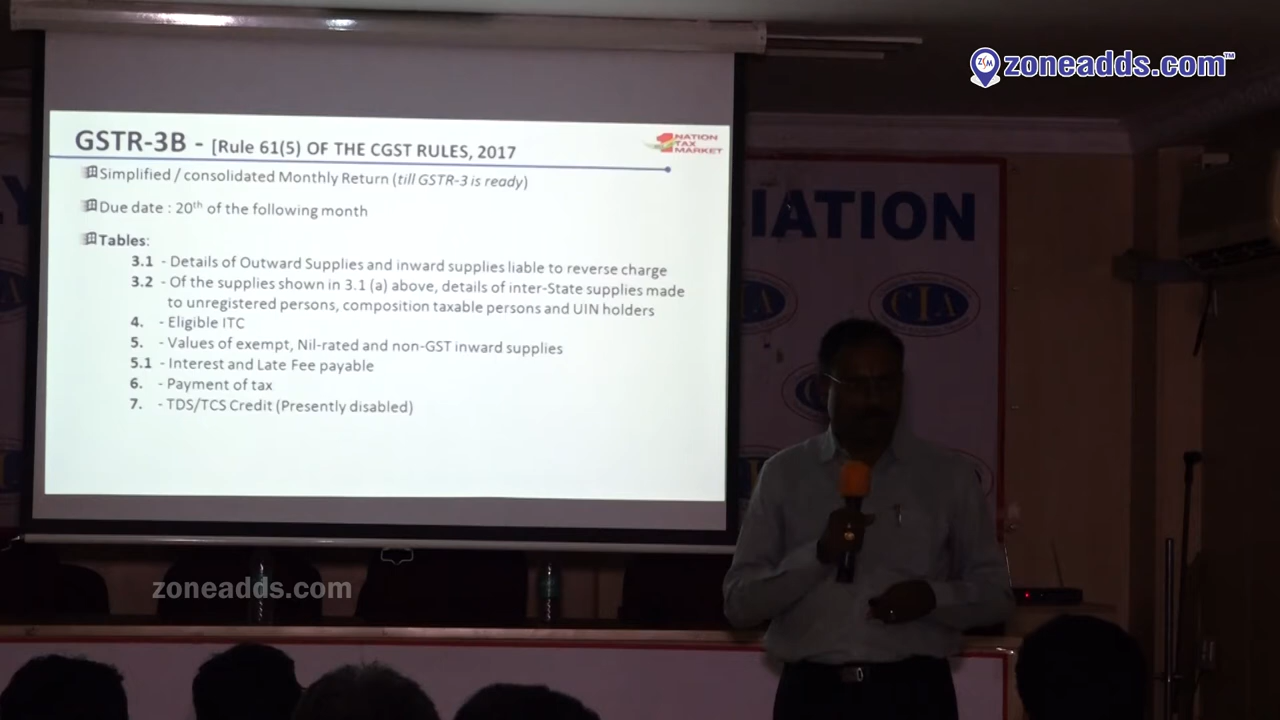 zoneadds.com™
GSTR-3B - [Rule 61(5) OF THE CGST RULES, 2017
1 NATION
TAX
MARKET
Simplified / consolidated Monthly Return (till GSTR-3 is ready)
Due date : 20th of the following month
Tables:
3.1 - Details of Outward Supplies and inward supplies liable to reverse charge
3.2 - Of the supplies shown in 3.1 (a) above, details of inter-State supplies made
to unregistered persons, composition taxable persons and UIN holders
4. - Eligible ITC
5. - Values of exempt, Nil-rated and non-GST inward supplies
5.1 - Interest and Late Fee payable
6. - Payment of tax
7. - TDS/TCS Credit (Presently disabled)
IATION
CIA
zoneadds.com